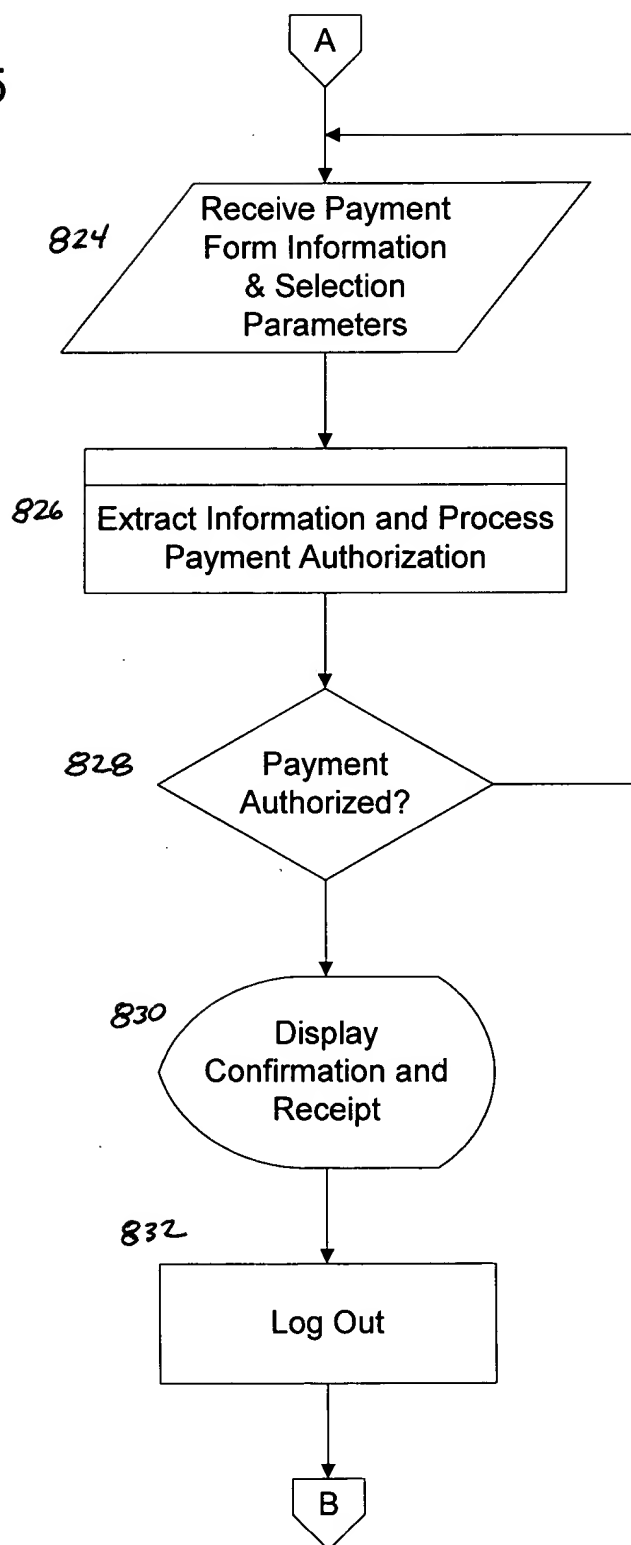 A
5
824
Receive Payment
Form Information
& Selection
Parameters
826
Extract Information and Process
Payment Authorization
828
Payment
Authorized?
830
Display
Confirmation and
Receipt
832
Log Out
B